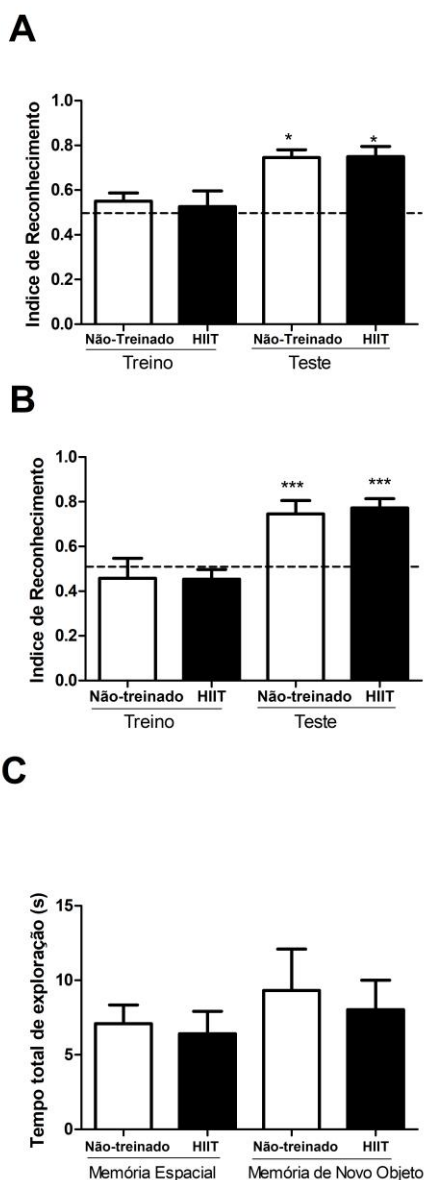 A
Indice de Reconhecimento
1.0
0.8
0.6
0.4
0.2
0.0
* *
Não-Treinado HIIT Não-Treinado HIIT
Treino Teste
B
Indice de Reconhecimento
1.0
0.8
0.6
0.4
0.2
0.0
*** ***
Não-treinado HIIT Não-treinado HIIT
Treino Teste
C
Tempo total de exploração (s)
15
10
5
0
Não-treinado HIIT Não-treinado HIIT
Memória Espacial Memória de Novo Objeto